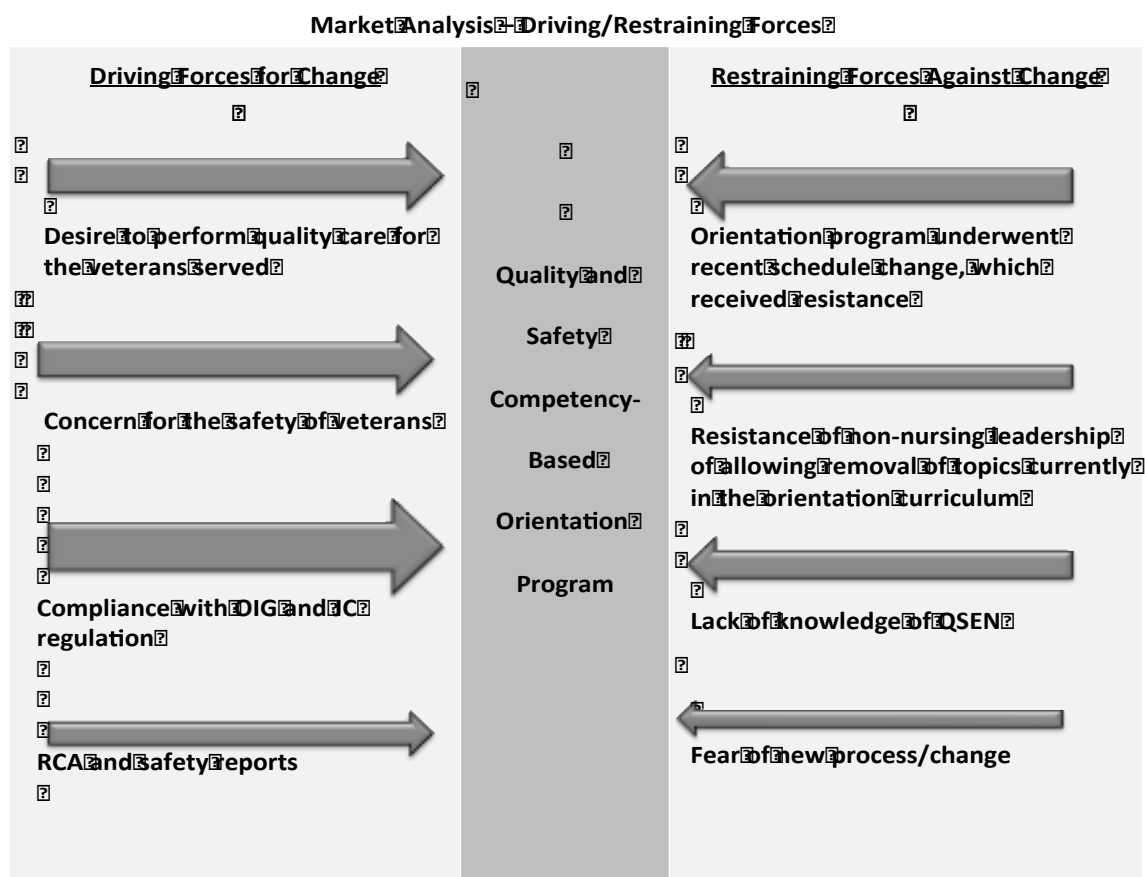 Market Analysis – Driving/Restraining Forces
Driving Forces for Change
Desire to perform quality care for
the veterans served
Concern for the safety of veterans
Compliance with OIG and JC
regulation
RCA and safety reports
Quality and
Safety
Competency-
Based
Orientation
Program
Restraining Forces Against Change
Orientation program underwent
recent schedule change, which
received resistance
Resistance of non-nursing leadership
of allowing removal of topics currently
in the orientation curriculum
Lack of knowledge of QSEN
Fear of new process/change